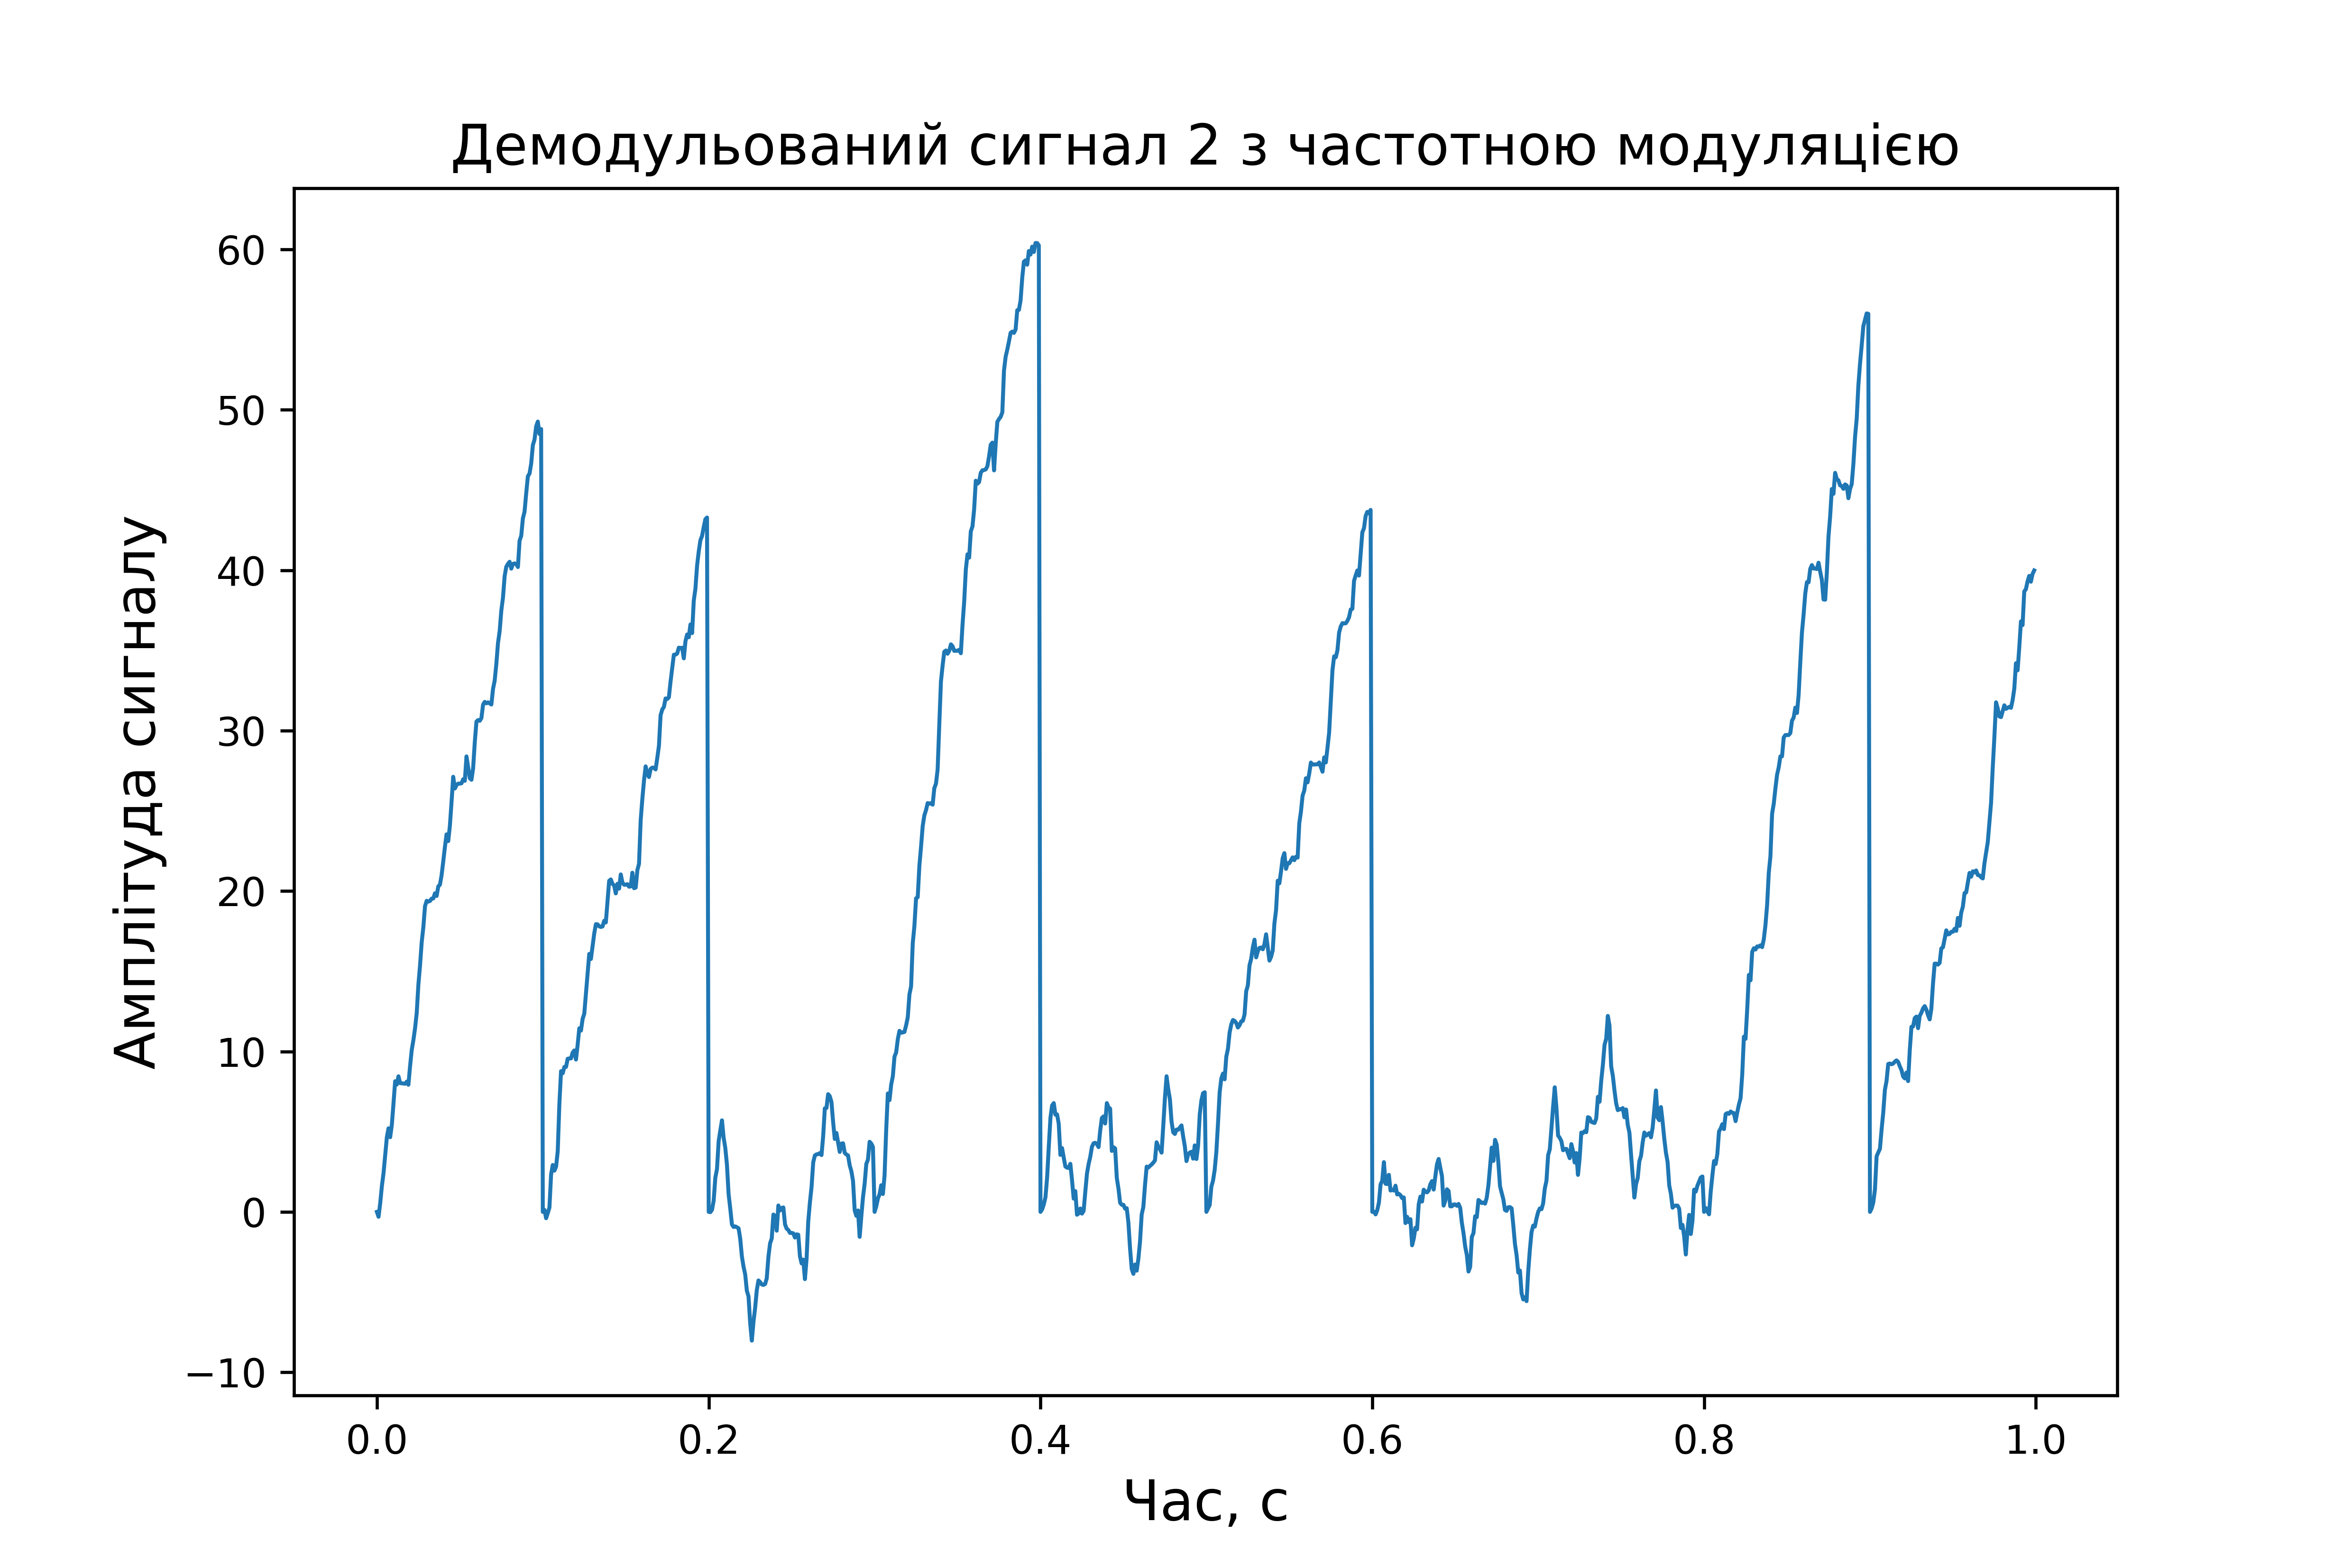 Демодульований сигнал 2 з частотною модуляцією
60
50
40
30
20
10
0
−10
Амплітуда сигналу
0.0 0.2 0.4 0.6 0.8 1.0
Час, с